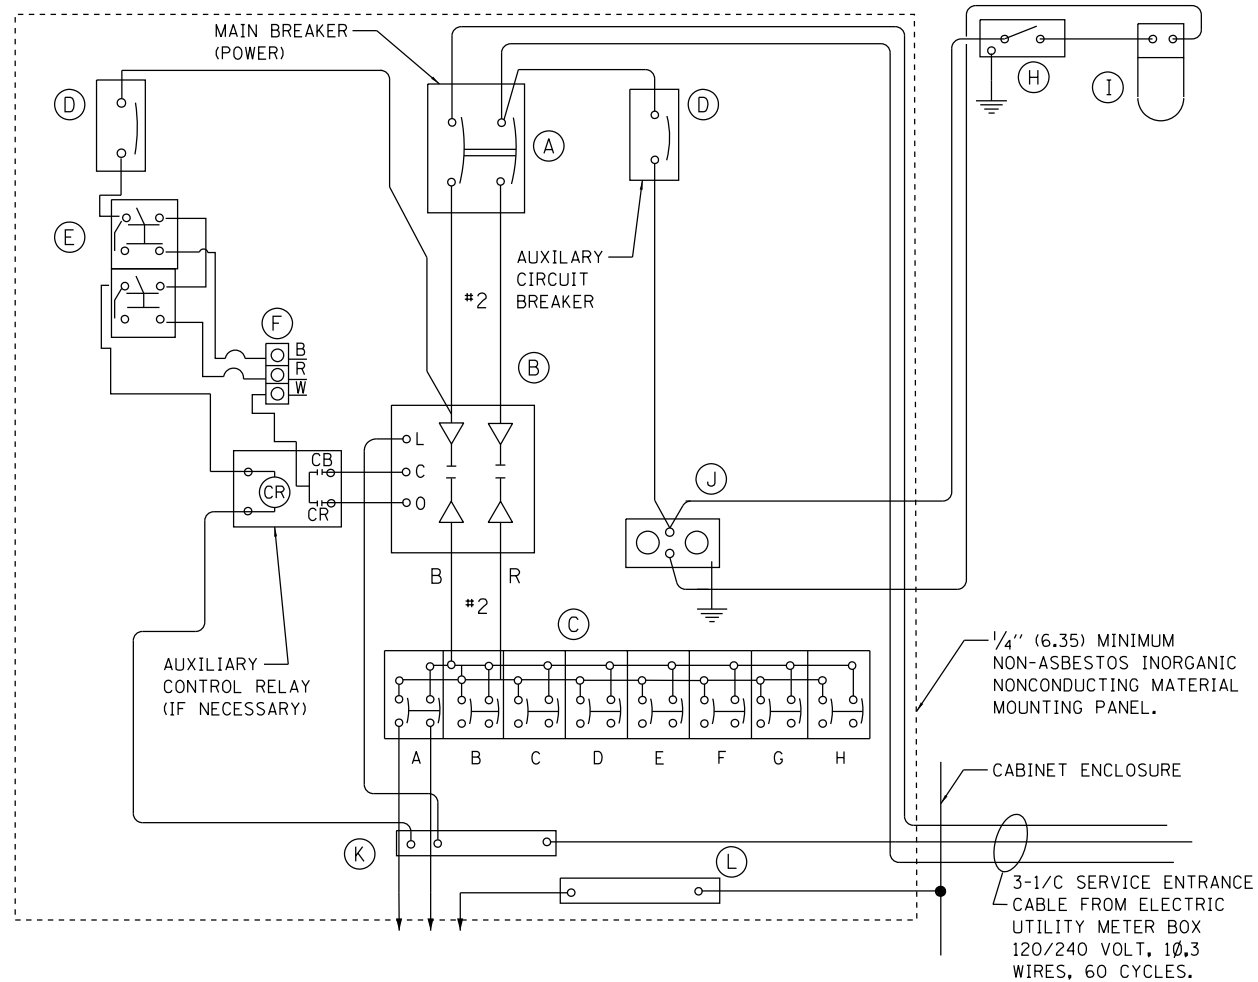 MAIN BREAKER
(POWER)
D
A
D
H
I
E
AUXILARY
CIRCUIT
BREAKER
#2
F
B
R
W
B
L
C
O
CB
CR
CR
J
B
R
#2
C
AUXILIARY
CONTROL RELAY
(IF NECESSARY)
1/4'' (6.35) MINIMUM
NON-ASBESTOS INORGANIC
NONCONDUCTING MATERIAL
MOUNTING PANEL.
A B C D E F G H
CABINET ENCLOSURE
K
L
3-1/C SERVICE ENTRANCE
CABLE FROM ELECTRIC
UTILITY METER BOX
120/240 VOLT, 1Ø,3
WIRES, 60 CYCLES.